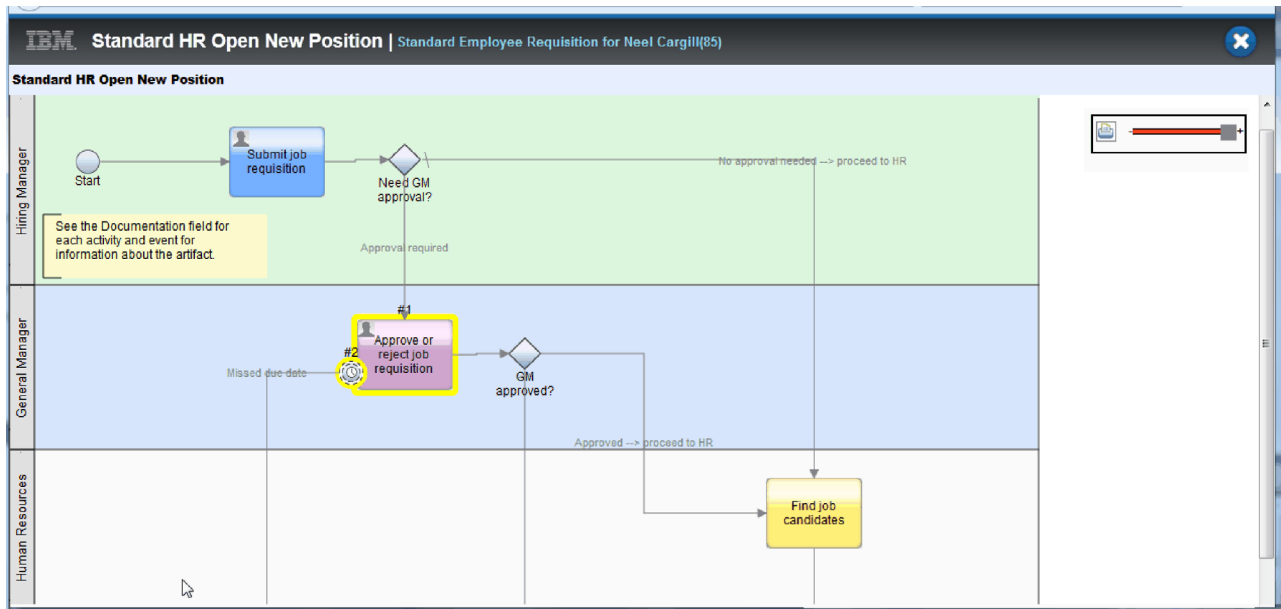 IBM Standard HR Open New Position | Standard Employee Requisition for Neel Cargill(85)
Standard HR Open New Position
Hiring Manager
Start
Submit job
requisition
Need GM
approval?
No approval needed --> proceed to HR
See the Documentation field for
each activity and event for
information about the artifact.
Approval required
General Manager
#1
Approve or
reject job
requisition
#2
Missed due date
GM
approved?
Approved --> proceed to HR
Human Resources
Find job
candidates